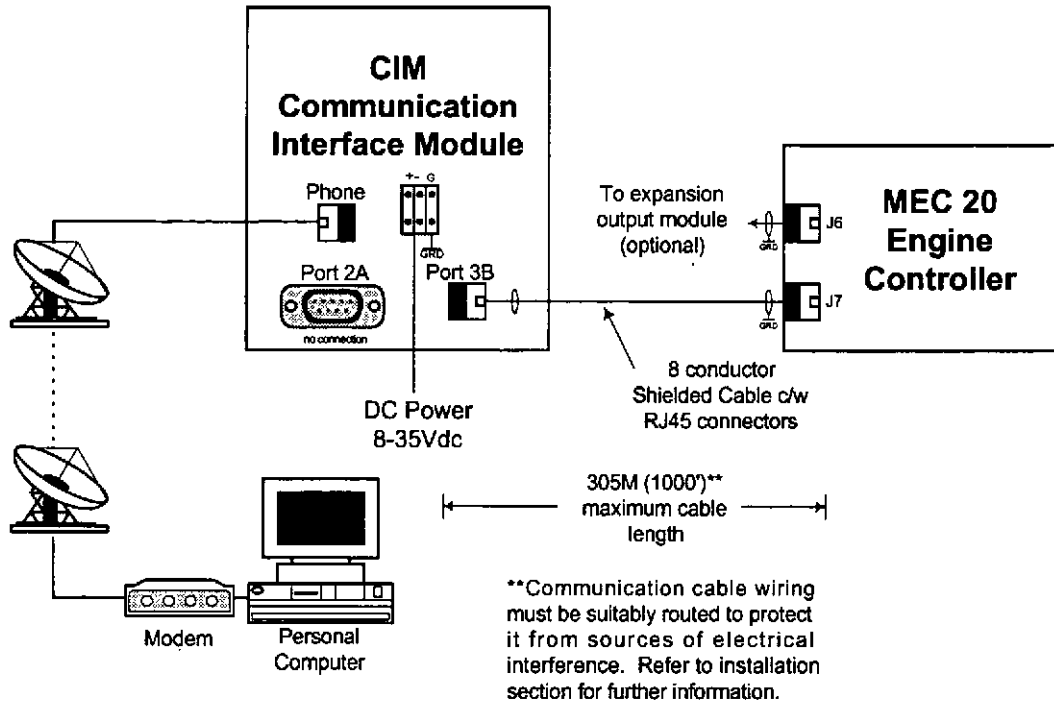 CIM
Communication
Interface Module
+- G
Phone
GRD
Port 2A
no connection
Port 3B
DC Power
8-35Vdc
To expansion
output module
(optional)
GRD
J6
MEC 20
Engine
Controller
GRD
J7
8 conductor
Shielded Cable c/w
RJ45 connectors
305M (1000')**
maximum cable
length
Modem
Personal
Computer
**Communication cable wiring
must be suitably routed to protect
it from sources of electrical
interference. Refer to installation
section for further information.